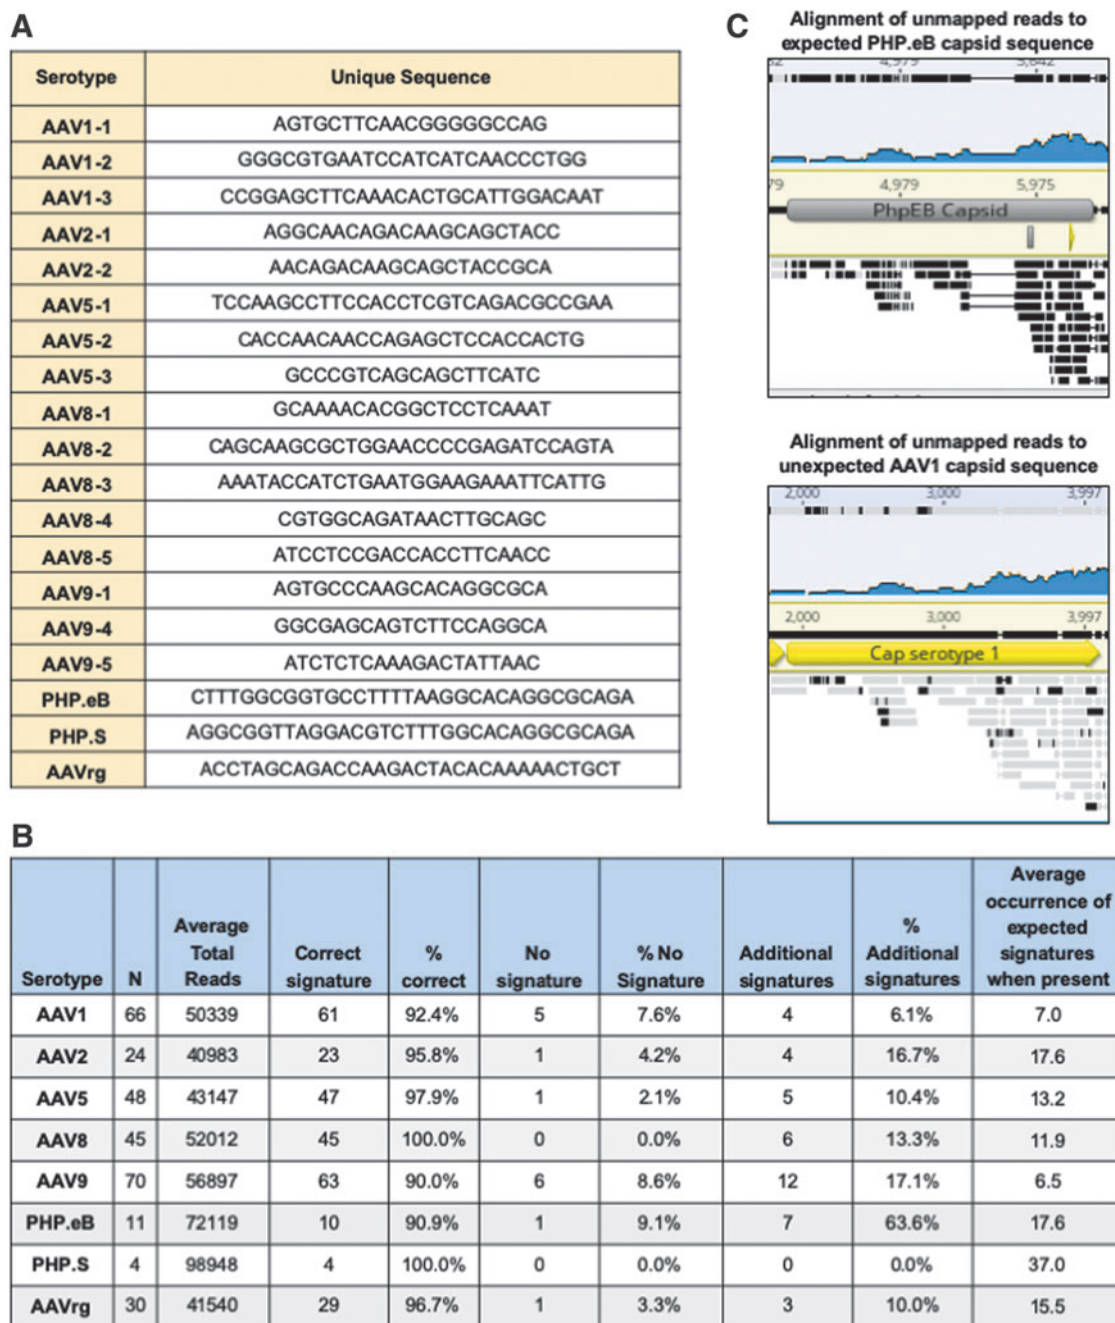 A
Serotype Unique Sequence
AAV1-1 AGTGCTTCAACGGGGGCCAG
AAV1-2 GGGCGTGAATCCATCATCAACCCTGG
AAV1-3 CCGGAGCTTCAAACACTGCATTGGACAAT
AAV2-1 AGGCAACAGACAAGCAGCTACC
AAV2-2 AACAGACAAGCAGCTACCGCA
AAV5-1 TCCAAGCCTTCCACCTCGTCAGACGCCGAA
AAV5-2 CACCAACAACCAGAGCTCCACCACTG
AAV5-3 GCCCGTCAGCAGCTTCATC
AAV8-1 GCAAAACACGGCTCCTCAAAT
AAV8-2 CAGCAAGCGCTGGAACCCCGAGATCCAGTA
AAV8-3 AAATACCATCTGAATGGAAGAAATTCATTG
AAV8-4 CGTGGCAGATAACTTGCAGC
AAV8-5 ATCCTCCGACCACCTTCAACC
AAV9-1 AGTGCCCAAGCACAGGCGCA
AAV9-4 GGCGAGCAGTCTTCCAGGCA
AAV9-5 ATCTCTCAAAGACTATTAAC
PHP.eB CTTTGGCGGTGCCTTTTAAGGCACAGGCGCAGA
PHP.S AGGCGGTTAGGACGTCTTTGGCACAGGCGCAGA
AAVrg ACCTAGCAGACCAAGACTACACAAAAACTGCT
C
Alignment of unmapped reads to
expected PHP.eB capsid sequence
4,979
79 4,979 5,975
PhpEB Capsid
Alignment of unmapped reads to
unexpected AAV1 capsid sequence
2,000 3,000 3,997
2,000 3,000 3,997
Cap serotype 1
B
Serotype N Average Total Reads Correct signature % correct No signature % No Signature Additional signatures % Additional signatures Average occurrence of expected signatures when present
AAV1 66 50339 61 92.4% 5 7.6% 4 6.1% 7.0
AAV2 24 40983 23 95.8% 1 4.2% 4 16.7% 17.6
AAV5 48 43147 47 97.9% 1 2.1% 5 10.4% 13.2
AAV8 45 52012 45 100.0% 0 0.0% 6 13.3% 11.9
AAV9 70 56897 63 90.0% 6 8.6% 12 17.1% 6.5
PHP.eB 11 72119 10 90.9% 1 9.1% 7 63.6% 17.6
PHP.S 4 98948 4 100.0% 0 0.0% 0 0.0% 37.0
AAVrg 30 41540 29 96.7% 1 3.3% 3 10.0% 15.5